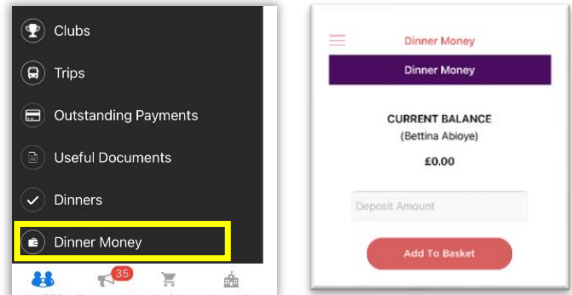 Clubs
Trips
Outstanding Payments
Useful Documents
Dinners
Dinner Money
35
Dinner Money
Dinner Money
CURRENT BALANCE
(Bettina Abioye)
£0.00
Deposit Amount
Add To Basket